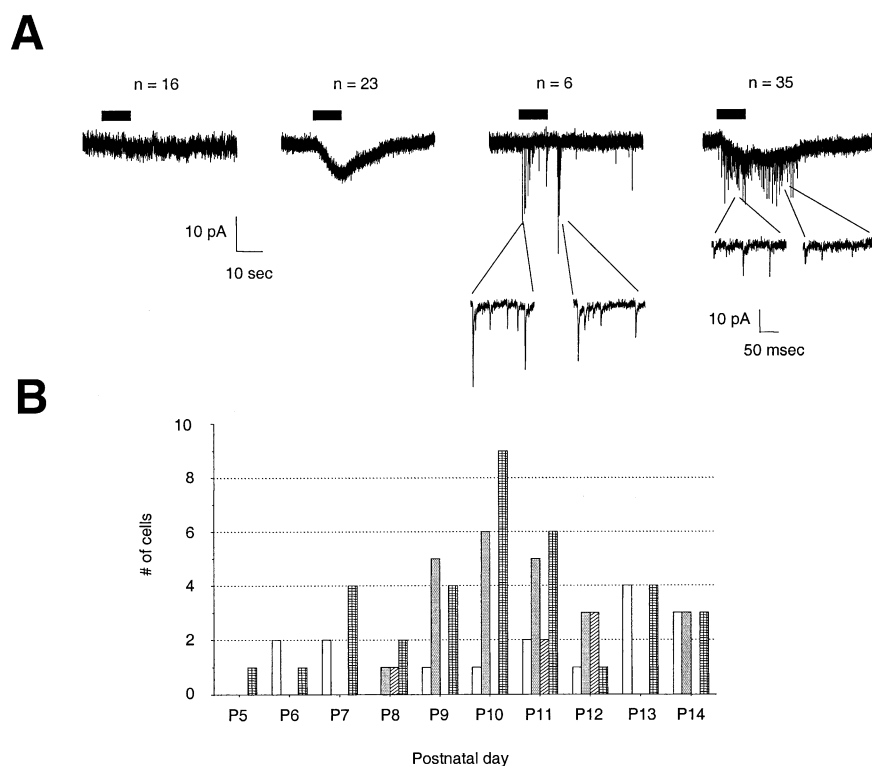 A
n = 16
n = 23
n = 6
n = 35
10 pA
10 sec
10 pA
50 msec
B
10
8
6
4
2
0
# of cells
P5 P6 P7 P8 P9 P10 P11 P12 P13 P14
Postnatal day